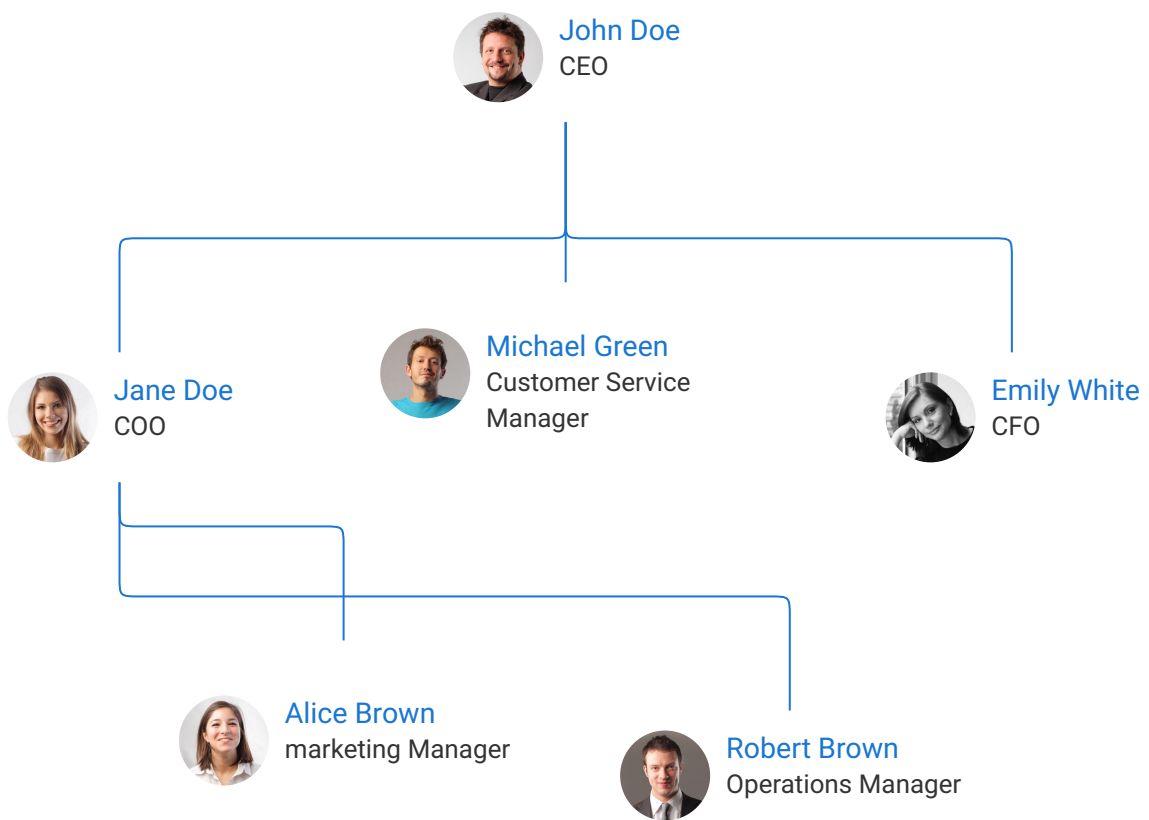 John Doe
CEO
Michael Green
Customer Service
Manager
Jane Doe
COO
Emily White
CFO
Alice Brown
marketing Manager
Robert Brown
Operations Manager